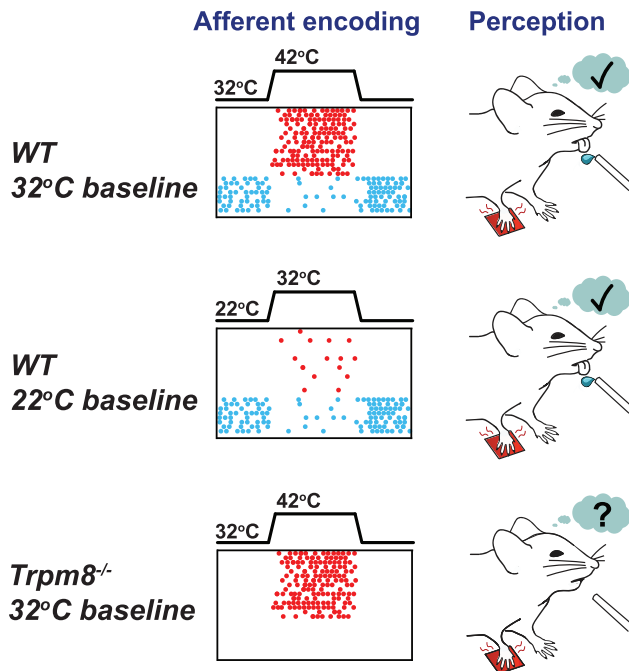 Afferent encoding Perception
42°C
32°C
WT
32°C baseline
32°C
22°C
WT
22°C baseline
?
42°C
32°C
Trpm8-/-
32°C baseline